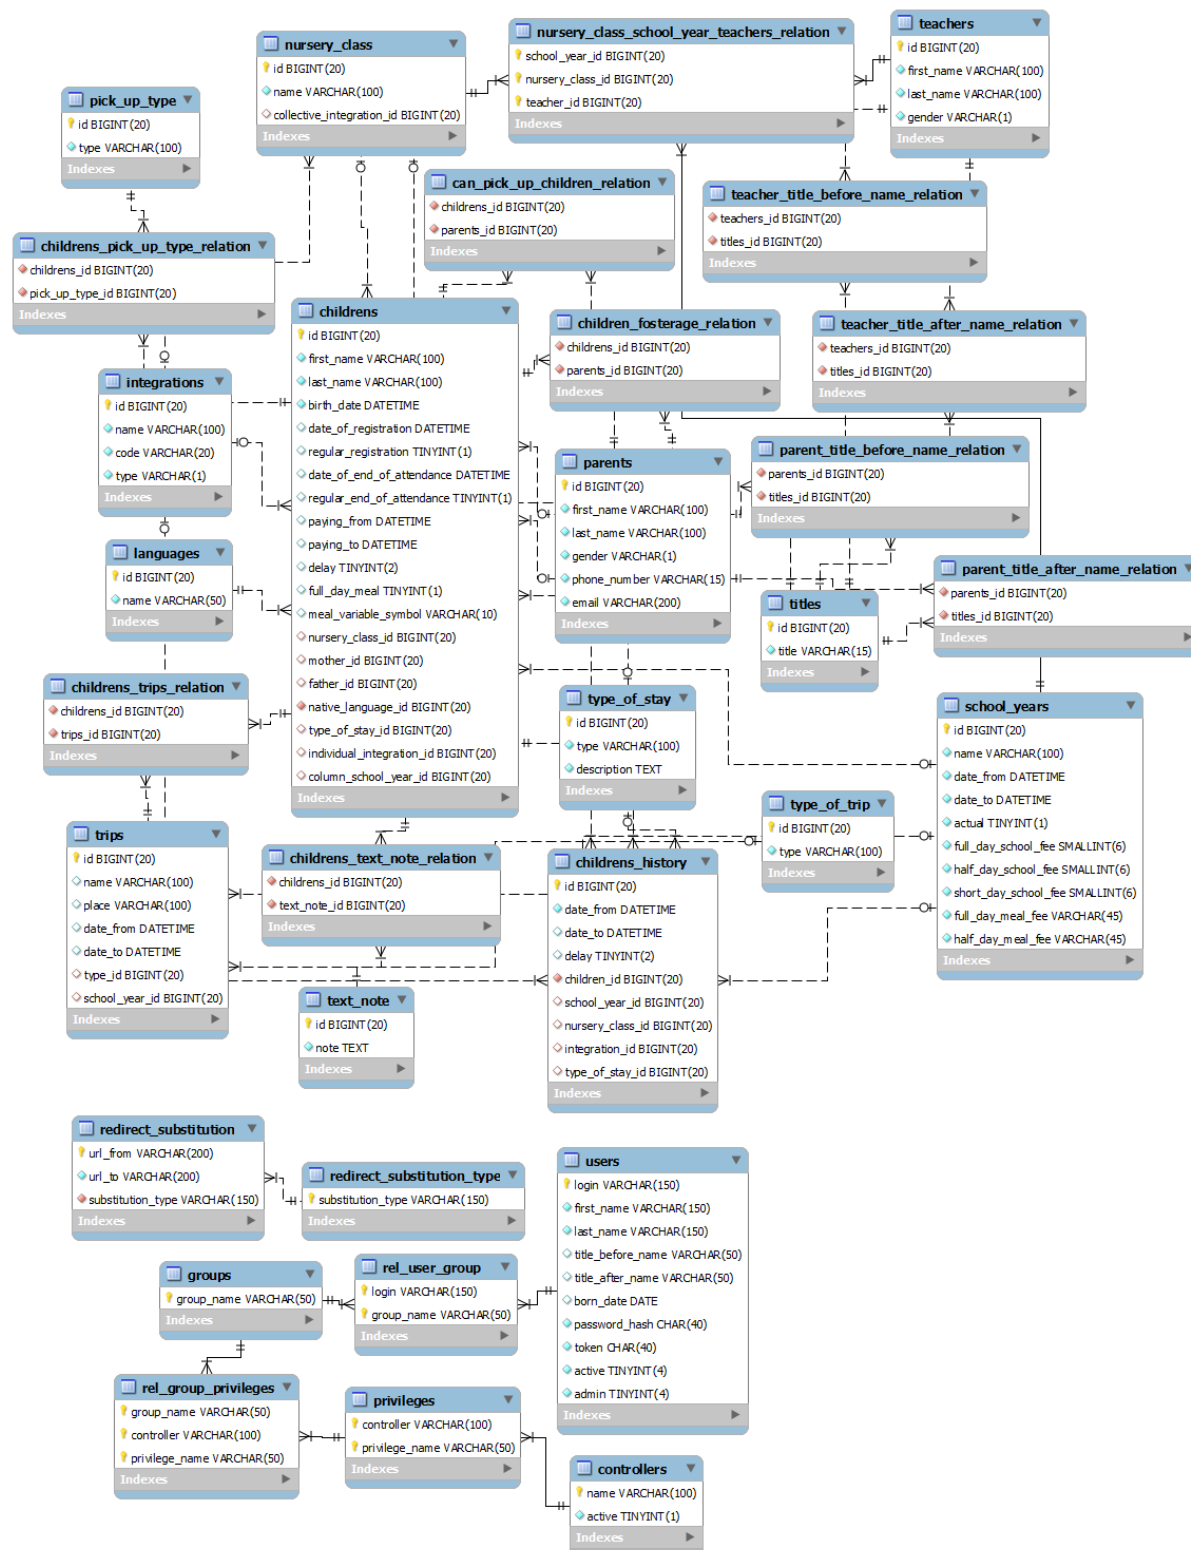 nursery_class
id BIGINT(20)
name VARCHAR(100)
collective_integration_id BIGINT(20)
Indexes
nursery_class_school_year_teachers_relation
school_year_id BIGINT(20)
nursery_class_id BIGINT(20)
teacher_id BIGINT(20)
Indexes
teachers
id BIGINT(20)
first_name VARCHAR(100)
last_name VARCHAR(100)
gender VARCHAR(1)
Indexes
pick_up_type
id BIGINT(20)
type VARCHAR(100)
Indexes
can_pick_up_children_relation
childrens_id BIGINT(20)
parents_id BIGINT(20)
Indexes
teacher_title_before_name_relation
teachers_id BIGINT(20)
titles_id BIGINT(20)
Indexes
childrens_pick_up_type_relation
childrens_id BIGINT(20)
pick_up_type_id BIGINT(20)
Indexes
childrens
id BIGINT(20)
first_name VARCHAR(100)
last_name VARCHAR(100)
birth_date DATETIME
date_of_registration DATETIME
regular_registration TINYINT(1)
date_of_end_of_attendance DATETIME
regular_end_of_attendance TINYINT(1)
paying_from DATETIME
paying_to DATETIME
delay TINYINT(2)
full_day_meal TINYINT(1)
meal_variable_symbol VARCHAR(10)
nursery_class_id BIGINT(20)
mother_id BIGINT(20)
father_id BIGINT(20)
native_language_id BIGINT(20)
type_of_stay_id BIGINT(20)
individual_integration_id BIGINT(20)
column_school_year_id BIGINT(20)
Indexes
children_fosterage_relation
childrens_id BIGINT(20)
parents_id BIGINT(20)
Indexes
teacher_title_after_name_relation
teachers_id BIGINT(20)
titles_id BIGINT(20)
Indexes
integrations
id BIGINT(20)
name VARCHAR(100)
code VARCHAR(20)
type VARCHAR(1)
Indexes
parents
id BIGINT(20)
first_name VARCHAR(100)
last_name VARCHAR(100)
gender VARCHAR(1)
phone_number VARCHAR(15)
email VARCHAR(200)
Indexes
parent_title_before_name_relation
parents_id BIGINT(20)
titles_id BIGINT(20)
Indexes
languages
id BIGINT(20)
name VARCHAR(50)
Indexes
titles
id BIGINT(20)
title VARCHAR(15)
Indexes
parent_title_after_name_relation
parents_id BIGINT(20)
titles_id BIGINT(20)
Indexes
childrens_trips_relation
childrens_id BIGINT(20)
trips_id BIGINT(20)
Indexes
type_of_stay
id BIGINT(20)
type VARCHAR(100)
description TEXT
Indexes
school_years
id BIGINT(20)
name VARCHAR(100)
date_from DATETIME
date_to DATETIME
actual TINYINT(1)
full_day_school_fee SMALLINT(6)
half_day_school_fee SMALLINT(6)
short_day_school_fee SMALLINT(6)
full_day_meal_fee VARCHAR(45)
half_day_meal_fee VARCHAR(45)
Indexes
type_of_trip
id BIGINT(20)
type VARCHAR(100)
Indexes
trips
id BIGINT(20)
name VARCHAR(100)
place VARCHAR(100)
date_from DATETIME
date_to DATETIME
type_id BIGINT(20)
school_year_id BIGINT(20)
Indexes
childrens_text_note_relation
childrens_id BIGINT(20)
text_note_id BIGINT(20)
Indexes
childrens_history
id BIGINT(20)
date_from DATETIME
date_to DATETIME
delay TINYINT(2)
children_id BIGINT(20)
school_year_id BIGINT(20)
nursery_class_id BIGINT(20)
integration_id BIGINT(20)
type_of_stay_id BIGINT(20)
Indexes
text_note
id BIGINT(20)
note TEXT
Indexes
redirect_substitution
url_from VARCHAR(200)
url_to VARCHAR(200)
substitution_type VARCHAR(150)
Indexes
redirect_substitution_type
substitution_type VARCHAR(150)
Indexes
users
login VARCHAR(150)
first_name VARCHAR(150)
last_name VARCHAR(150)
title_before_name VARCHAR(50)
title_after_name VARCHAR(50)
born_date DATE
password_hash CHAR(40)
token CHAR(40)
active TINYINT(4)
admin TINYINT(4)
Indexes
groups
group_name VARCHAR(50)
Indexes
rel_user_group
login VARCHAR(150)
group_name VARCHAR(50)
Indexes
rel_group_privileges
group_name VARCHAR(50)
controller VARCHAR(100)
privilege_name VARCHAR(50)
Indexes
privileges
controller VARCHAR(100)
privilege_name VARCHAR(50)
Indexes
controllers
name VARCHAR(100)
active TINYINT(1)
Indexes